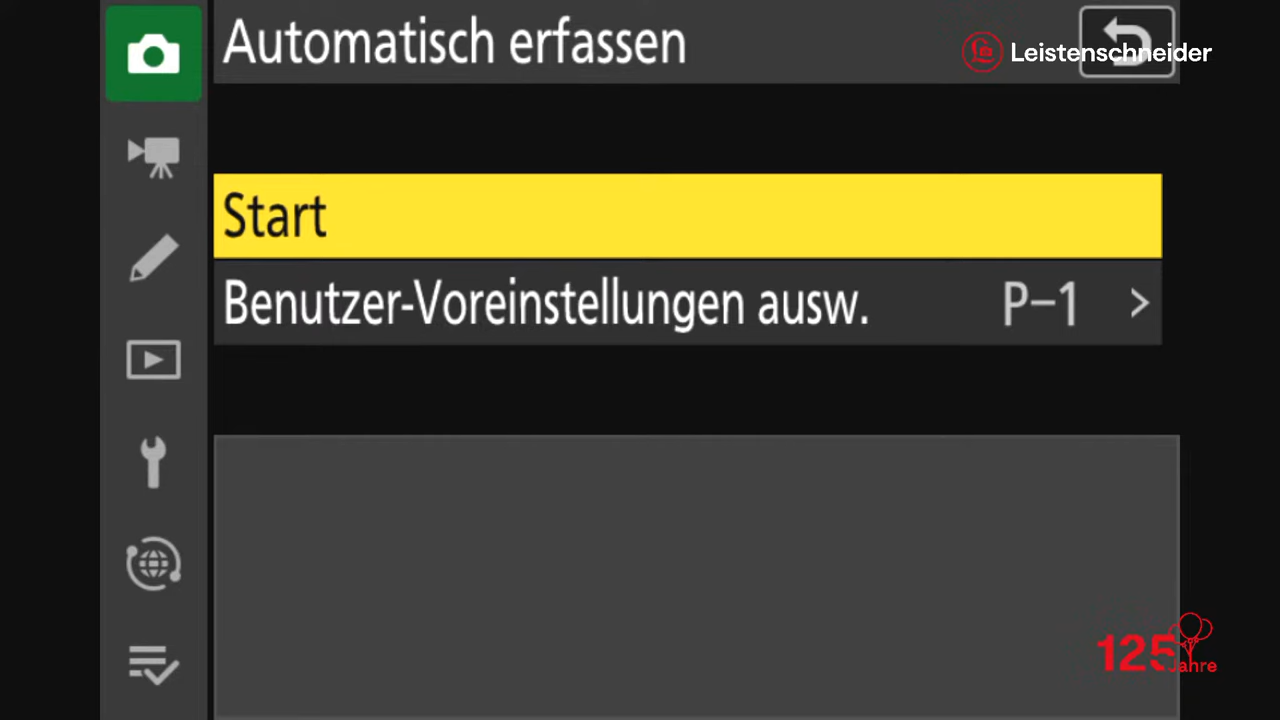 Automatisch erfassen
Leistenschneider
Start
Benutzer-Voreinstellungen ausw. P-1 >
125 Jahre